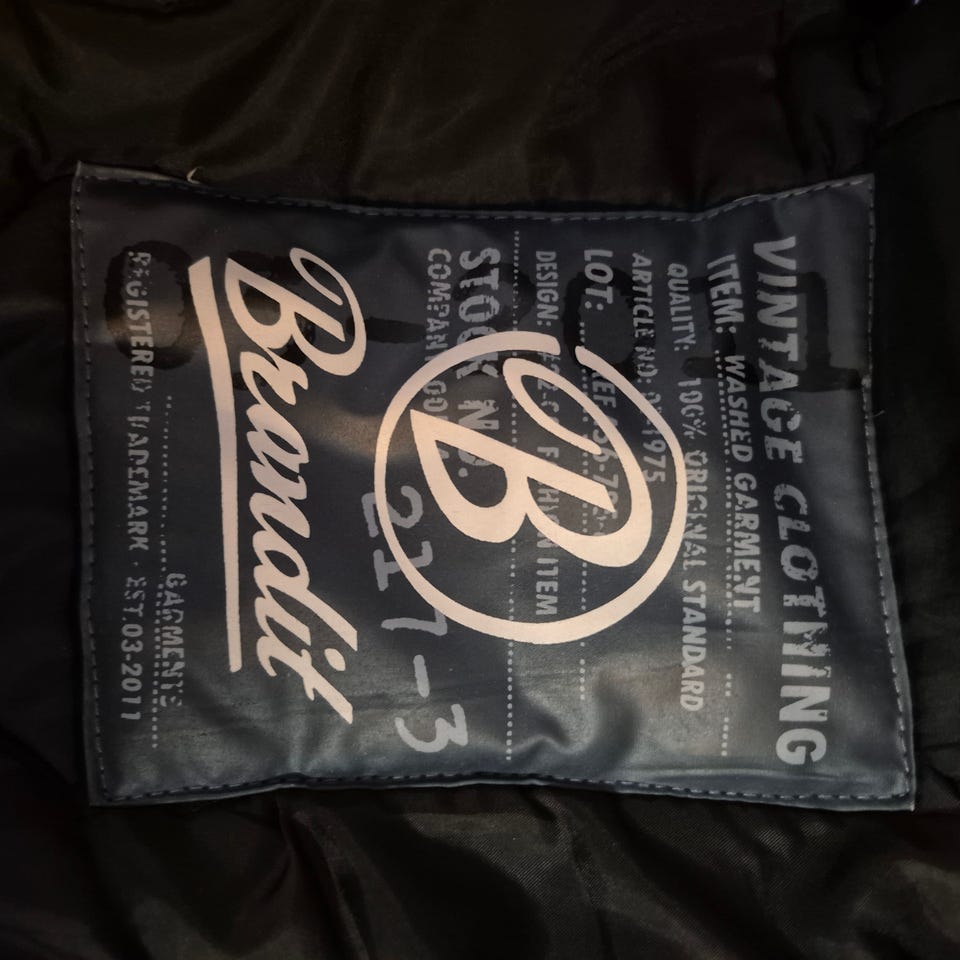 VINTAGE CLOTHING
ITEM: WASHED GARMENT
QUALITY: 100% ORIGINAL STANDARD
ARTICLE NO:
LOT:
DESIGN: ITEM
STOCK NO.
217-3
B
Brandit
GARMENTS
REGISTERED TRADEMARK · EST.03.2011